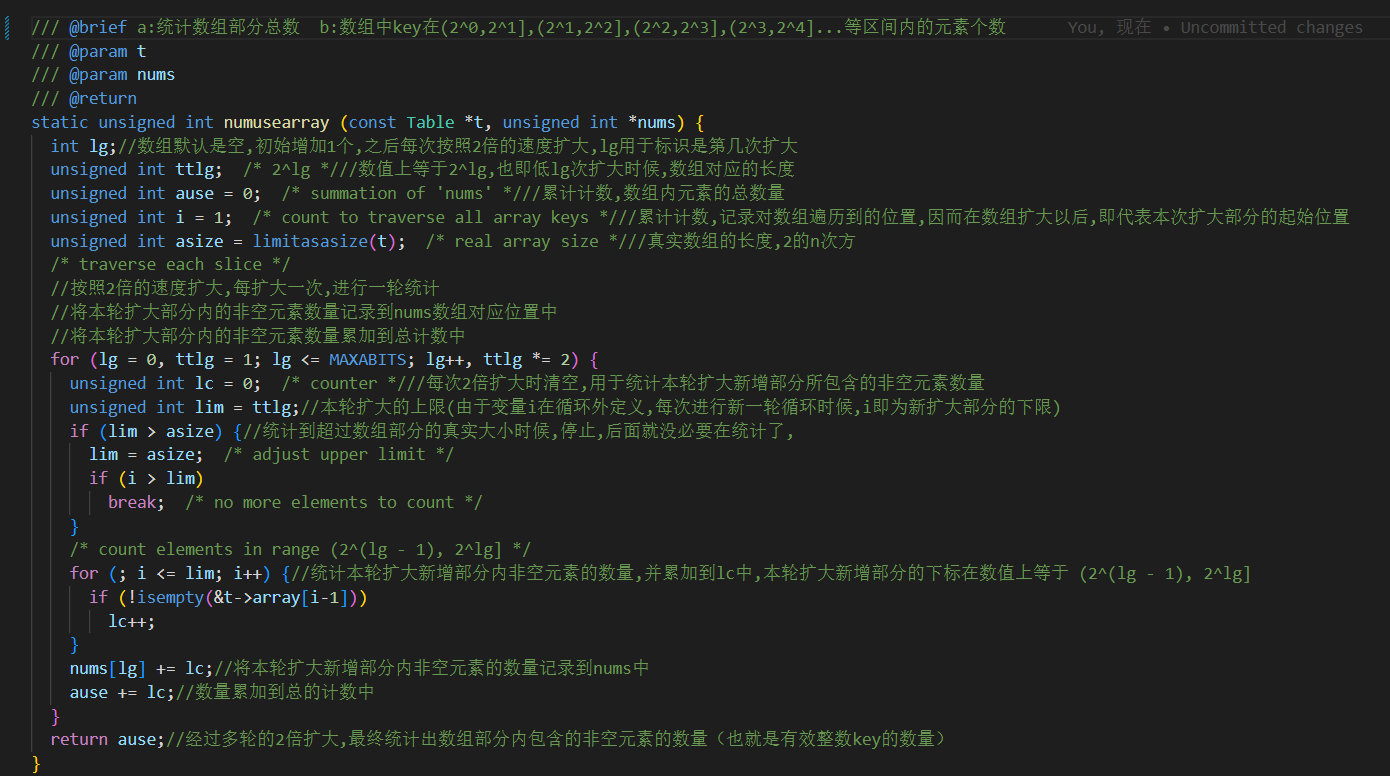 /// @brief a:统计数组部分总数  b:数组中key在(2^0,2^1],(2^1,2^2],(2^2,2^3],(2^3,2^4]...等区间内的元素个数        You, 现在 • Uncommitted changes
/// @param t
/// @param nums
/// @return
static unsigned int numusearray (const Table *t, unsigned int *nums) {
  int lg;//数组默认是空,初始增加1个,之后每次按照2倍的速度扩大,lg用于标识是第几次扩大
  unsigned int ttlg;  /* 2^lg *///数值上等于2^lg,也即低lg次扩大时候,数组对应的长度
  unsigned int ause = 0;  /* summation of 'nums' *///累计计数,数组内元素的总数量
  unsigned int i = 1;  /* count to traverse all array keys *///累计计数,记录对数组遍历到的位置,因而在数组扩大以后,即代表本次扩大部分的起始位置
  unsigned int asize = limitasasize(t);  /* real array size *///真实数组的长度,2的n次方
  /* traverse each slice */
  //按照2倍的速度扩大,每扩大一次,进行一轮统计
  //将本轮扩大部分内的非空元素数量记录到nums数组对应位置中
  //将本轮扩大部分内的非空元素数量累加到总计数中
  for (lg = 0, ttlg = 1; lg <= MAXABITS; lg++, ttlg *= 2) {
    unsigned int lc = 0;  /* counter *///每次2倍扩大时清空,用于统计本轮扩大新增部分所包含的非空元素数量
    unsigned int lim = ttlg;//本轮扩大的上限(由于变量i在循环外定义,每次进行新一轮循环时候,i即为新扩大部分的下限)
    if (lim > asize) {//统计到超过数组部分的真实大小时候,停止,后面就没必要在统计了,
      lim = asize;  /* adjust upper limit */
      if (i > lim)
        break;  /* no more elements to count */
    }
    /* count elements in range (2^(lg - 1), 2^lg] */
    for (; i <= lim; i++) {//统计本轮扩大新增部分内非空元素的数量,并累加到lc中,本轮扩大新增部分的下标在数值上等于 (2^(lg - 1), 2^lg]
      if (!isempty(&t->array[i-1]))
        lc++;
    }
    nums[lg] += lc;//将本轮扩大新增部分内非空元素的数量记录到nums中
    ause += lc;//数量累加到总的计数中
  }
  return ause;//经过多轮的2倍扩大,最终统计出数组部分内包含的非空元素的数量（也就是有效整数key的数量）
}